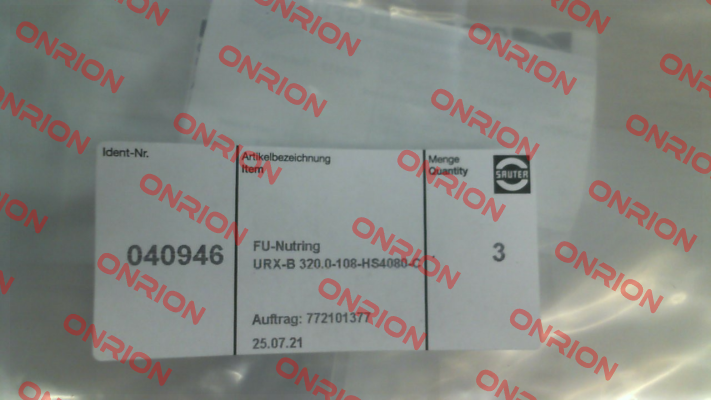 Ident-Nr.
Artikelbezeichnung
Item
Menge
Quantity
SAUTER
040946
FU-Nutring
URX-B 320.0-108-HS4080-C
3
Auftrag: 772101377
25.07.21
ONRION